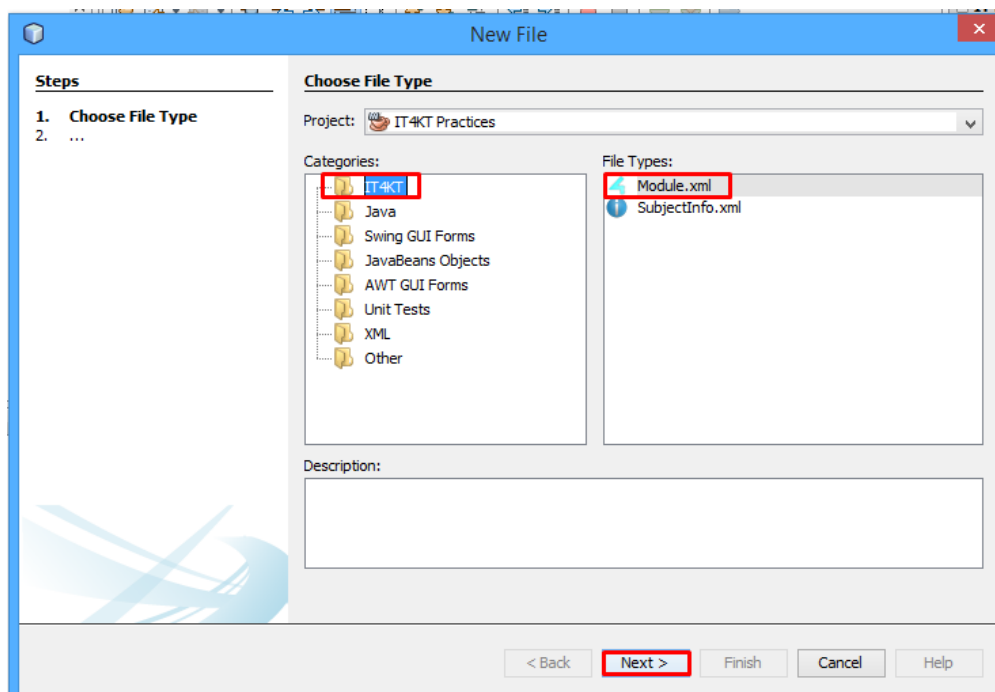 New File
Steps
1. Choose File Type
2. ...
Choose File Type
Project: IT4KT Practices
Categories:
IT4KT
Java
Swing GUI Forms
JavaBeans Objects
AWT GUI Forms
Unit Tests
XML
Other
File Types:
Module.xml
SubjectInfo.xml
Description:
< Back
Next >
Finish
Cancel
Help